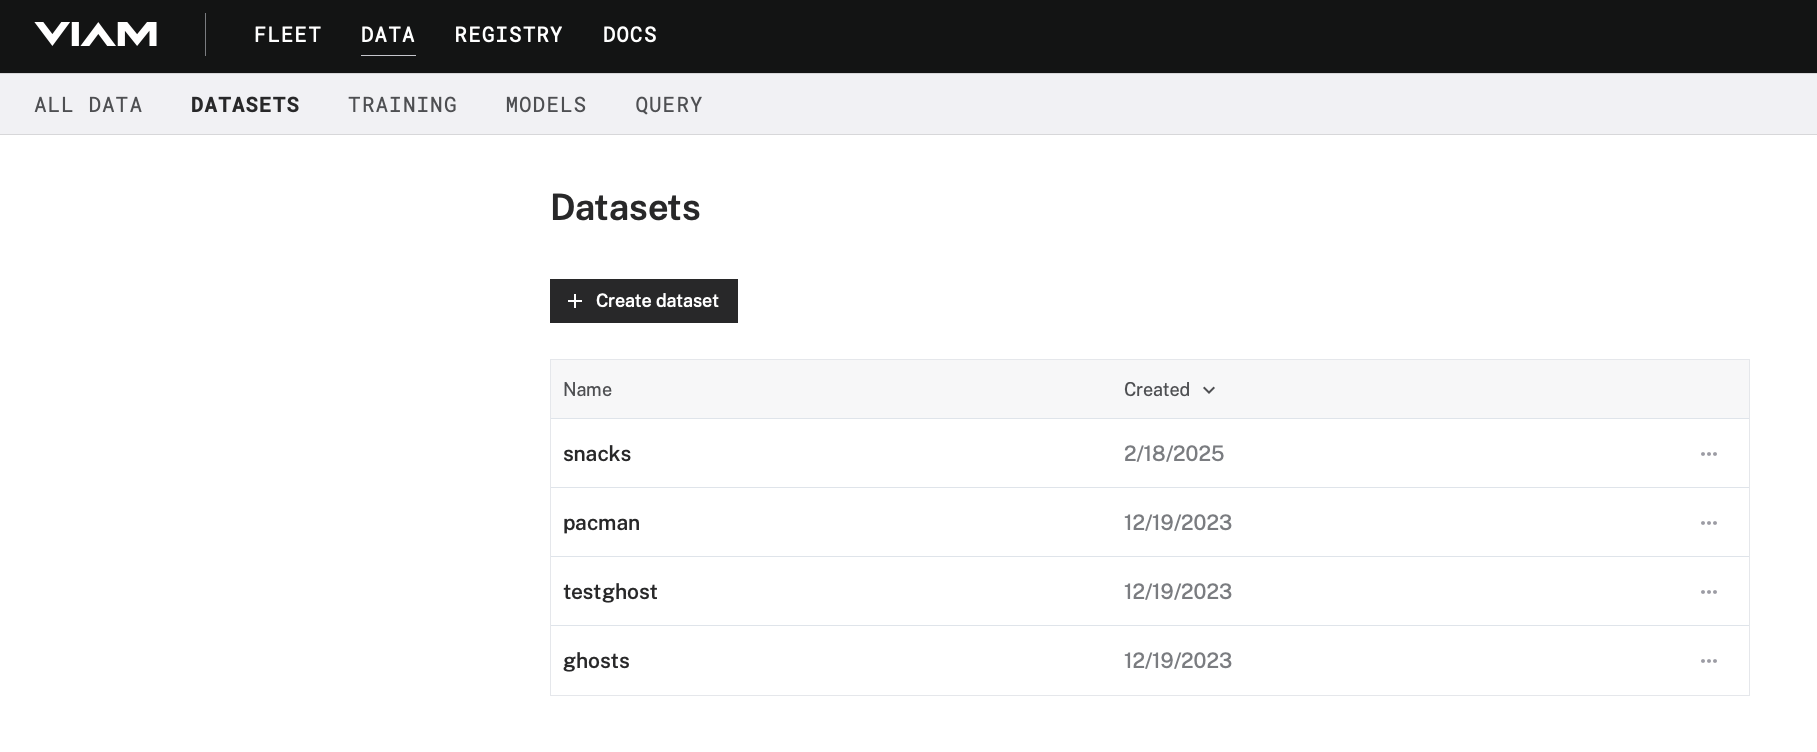 VIAM FLEET DATA REGISTRY DOCS
ALL DATA DATASETS TRAINING MODELS QUERY
Datasets
+ Create dataset
Name Created
snacks 2/18/2025 ...
pacman 12/19/2023 ...
testghost 12/19/2023 ...
ghosts 12/19/2023 ...